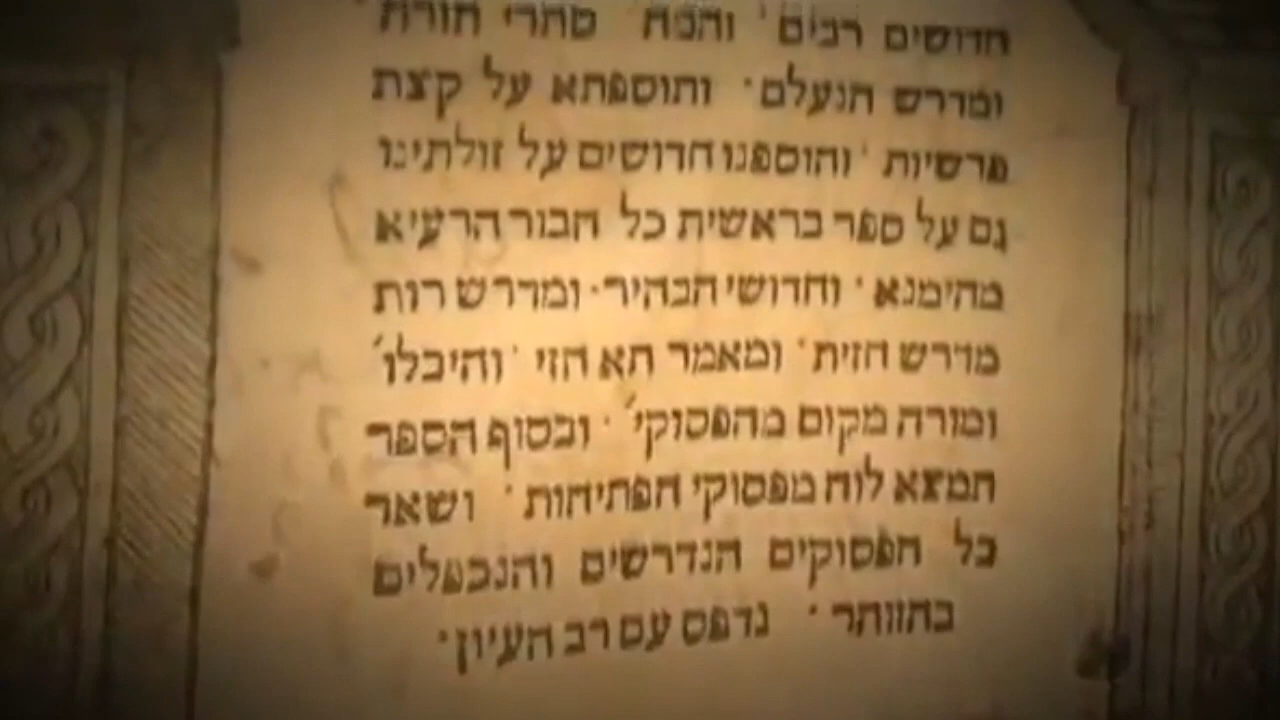 חדושים רבים · והמה סתרי תורה
ומדרש הנעלם · ותוספתא על קצת
פרשיות · והוספנו חדושים על זולתינו
גם על ספר בראשית כל חבור הרעיא
מהימנא · וחדושי הבהיר · ומדרש רות
מדרש חזית · ומאמר תא חזי · והיכלו׳
ומורה מקום מהפסוקי׳ · ובסוף הספר
תמצא לוח מפסוקי הפתיחות · ושאר
כל הפסוקים הנדרשים והנכפלים
בהזוהר · נדפס עם רב העיון ·